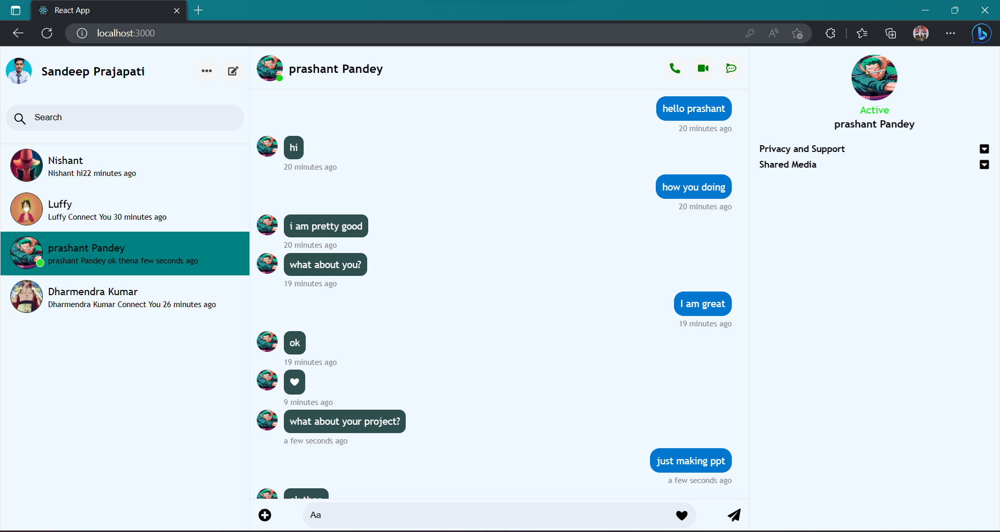 React App
localhost:3000
Sandeep Prajapati
Search
Nishant
Nishant hi22 minutes ago
Luffy
Luffy Connect You 30 minutes ago
prashant Pandey
prashant Pandey ok thena few seconds ago
Dharmendra Kumar
Dharmendra Kumar Connect You 26 minutes ago
prashant Pandey
hello prashant
20 minutes ago
hi
20 minutes ago
how you doing
20 minutes ago
i am pretty good
20 minutes ago
what about you?
19 minutes ago
I am great
19 minutes ago
ok
19 minutes ago
9 minutes ago
what about your project?
a few seconds ago
just making ppt
a few seconds ago
ok then
Aa
Active
prashant Pandey
Privacy and Support
Shared Media